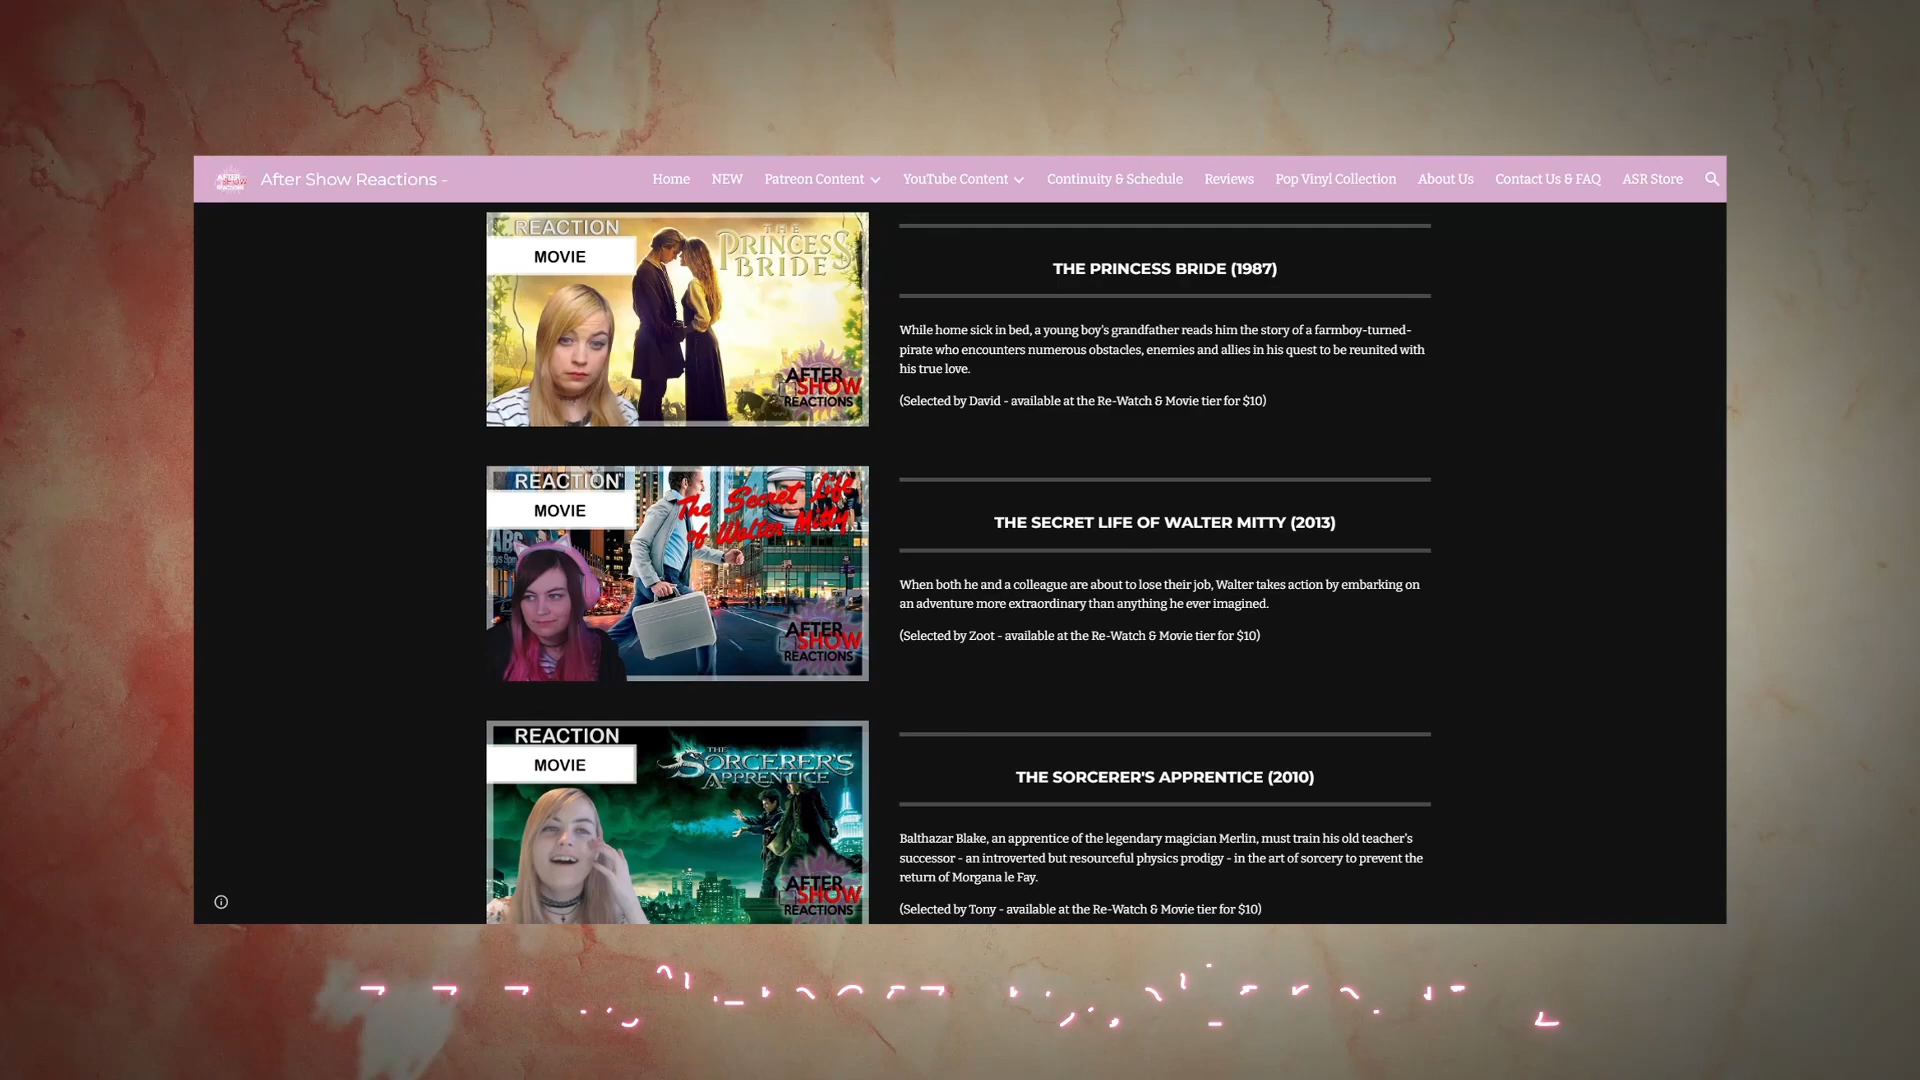 After Show Reactions -
Home NEW Patreon Content YouTube Content Continuity & Schedule Reviews Pop Vinyl Collection About Us Contact Us & FAQ ASR Store
REACTION
MOVIE
THE
PRINCESS
BRIDE
AFTER
SHOW
REACTIONS
THE PRINCESS BRIDE (1987)
While home sick in bed, a young boy's grandfather reads him the story of a farmboy-turned-
pirate who encounters numerous obstacles, enemies and allies in his quest to be reunited with
his true love.
(Selected by David - available at the Re-Watch & Movie tier for $10)
REACTION
MOVIE
The Secret Life
of Walter Mitty
AFTER
SHOW
REACTIONS
THE SECRET LIFE OF WALTER MITTY (2013)
When both he and a colleague are about to lose their job, Walter takes action by embarking on
an adventure more extraordinary than anything he ever imagined.
(Selected by Zoot - available at the Re-Watch & Movie tier for $10)
REACTION
MOVIE
THE
SORCERER'S
APPRENTICE
AFTER
SHOW
REACTIONS
THE SORCERER'S APPRENTICE (2010)
Balthazar Blake, an apprentice of the legendary magician Merlin, must train his old teacher's
successor - an introverted but resourceful physics prodigy - in the art of sorcery to prevent the
return of Morgana le Fay.
(Selected by Tony - available at the Re-Watch & Movie tier for $10)